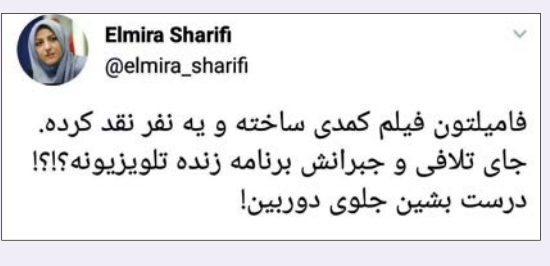 Elmira Sharifi
@elmira_sharifi
فامیلتون فیلم کمدی ساخته و یه نفر نقد کرده.
جای تلافی و جبرانش برنامه زنده تلویزیونه؟!؟!
درست بشین جلوی دوربین!